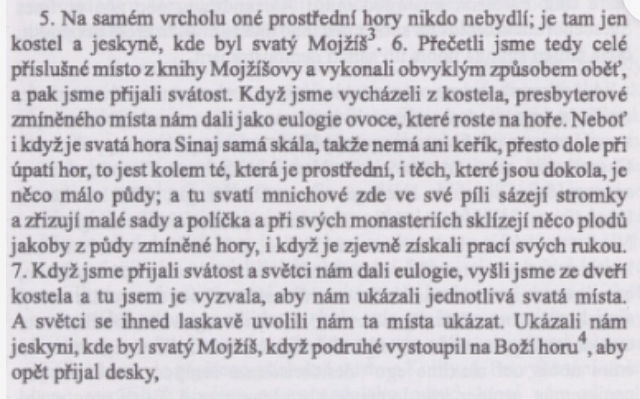 5. Na samém vrcholu oné prostřední hory nikdo nebydlí; je tam jen
kostel a jeskyně, kde byl svatý Mojžíš³. 6. Přečetli jsme tedy celé
příslušné místo z knihy Mojžíšovy a vykonali obvyklým způsobem oběť,
a pak jsme přijali svátost. Když jsme vycházeli z kostela, presbyterové
zmíněného místa nám dali jako eulogie ovoce, které roste na hoře. Neboť
i když je svatá hora Sinaj samá skála, takže nemá ani keřík, přesto dole při
úpatí hor, to jest kolem té, která je prostřední, i těch, které jsou dokola, je
něco málo půdy; a tu svatí mnichové zde ve své píli sázejí stromky
a zřizují malé sady a políčka a při svých monasteriích sklízejí něco plodů
jakoby z půdy zmíněné hory, i když je zjevně získali prací svých rukou.
7. Když jsme přijali svátost a světci nám dali eulogie, vyšli jsme ze dveří
kostela a tu jsem je vyzvala, aby nám ukázali jednotlivá svatá místa.
A světci se ihned laskavě uvolili nám ta místa ukázat. Ukázali nám
jeskyni, kde byl svatý Mojžíš, když podruhé vystoupil na Boží horu⁴, aby
opět přijal desky,